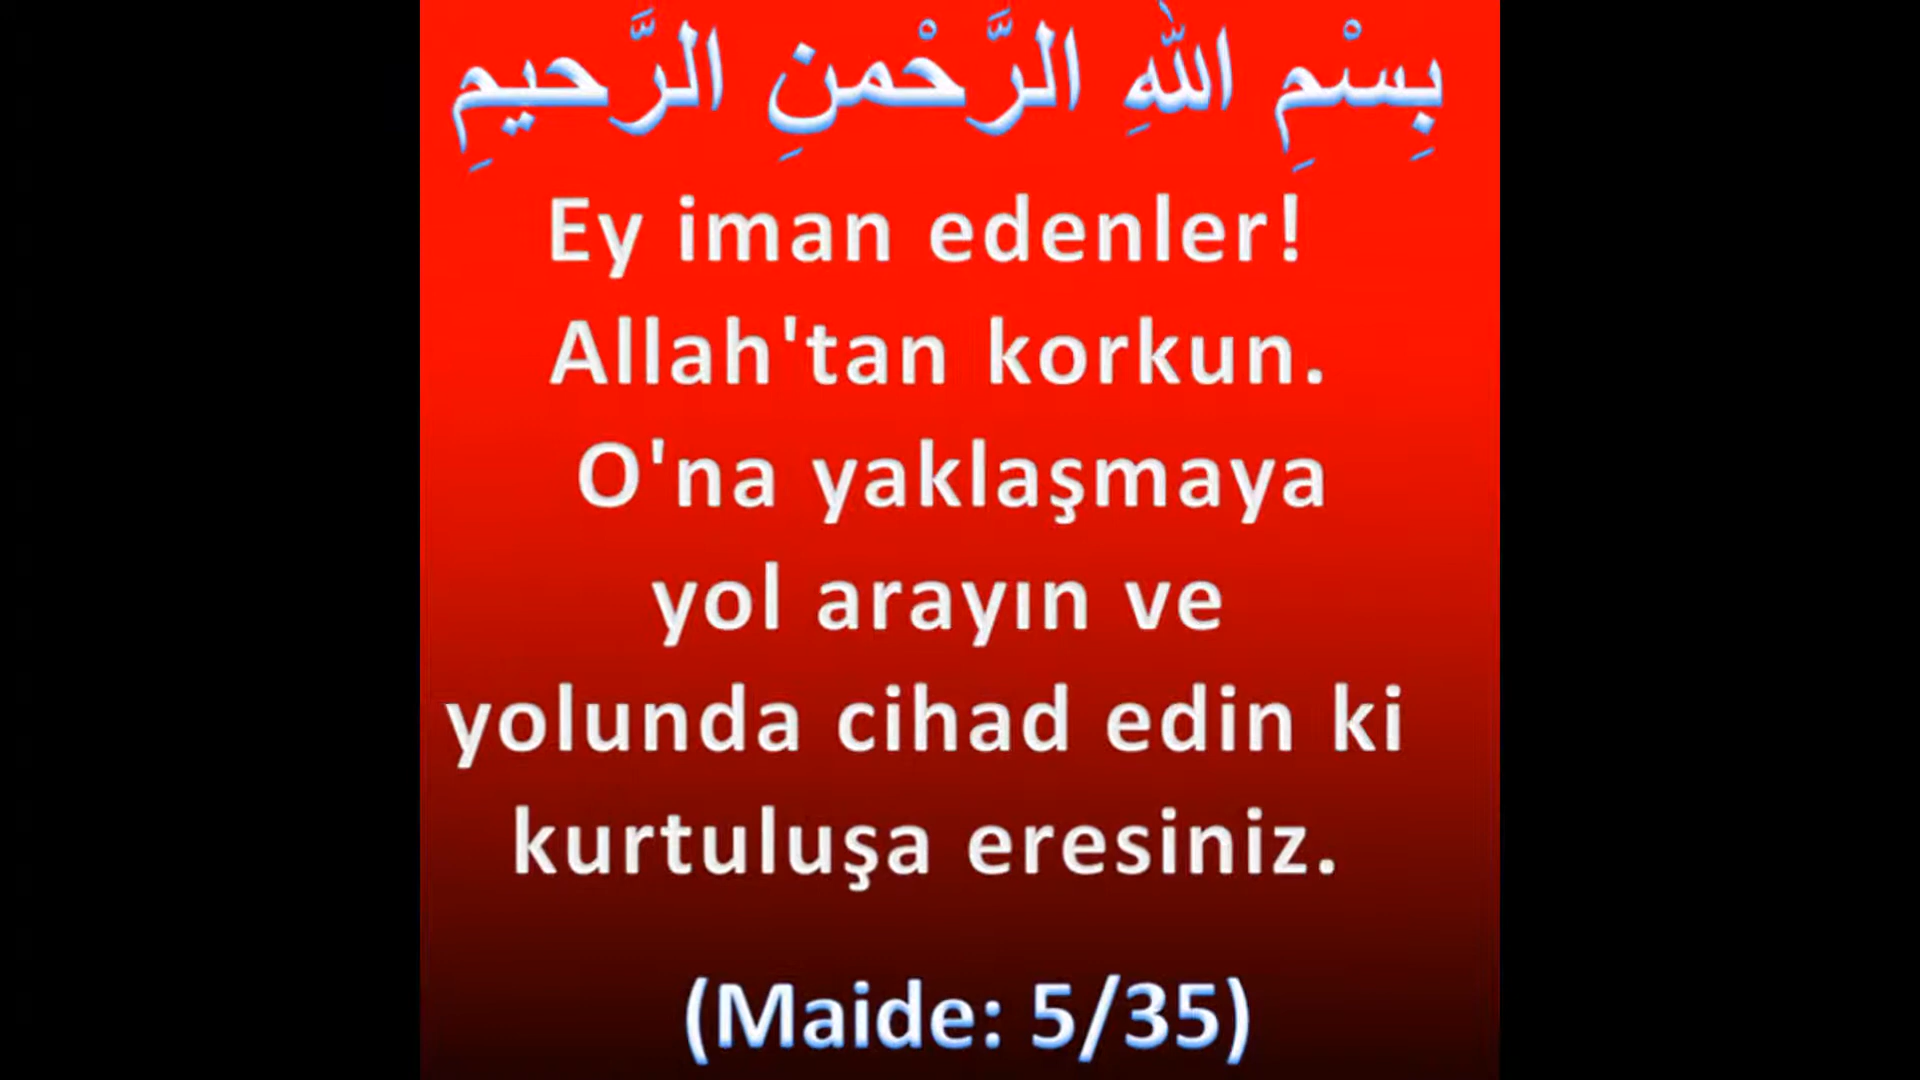 بِسْمِ اللهِ الرَّحْمنِ الرَّحيمِ
Ey iman edenler!
Allah'tan korkun.
O'na yaklaşmaya
yol arayın ve
yolunda cihad edin ki
kurtuluşa eresiniz.
(Maide: 5/35)